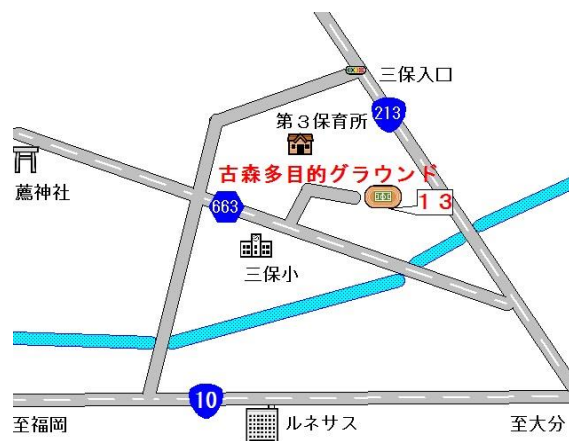 三保入口
213
第3保育所
古森多目的グラウンド
13
薦神社
663
三保小
10
至福岡
ルネサス
至大分